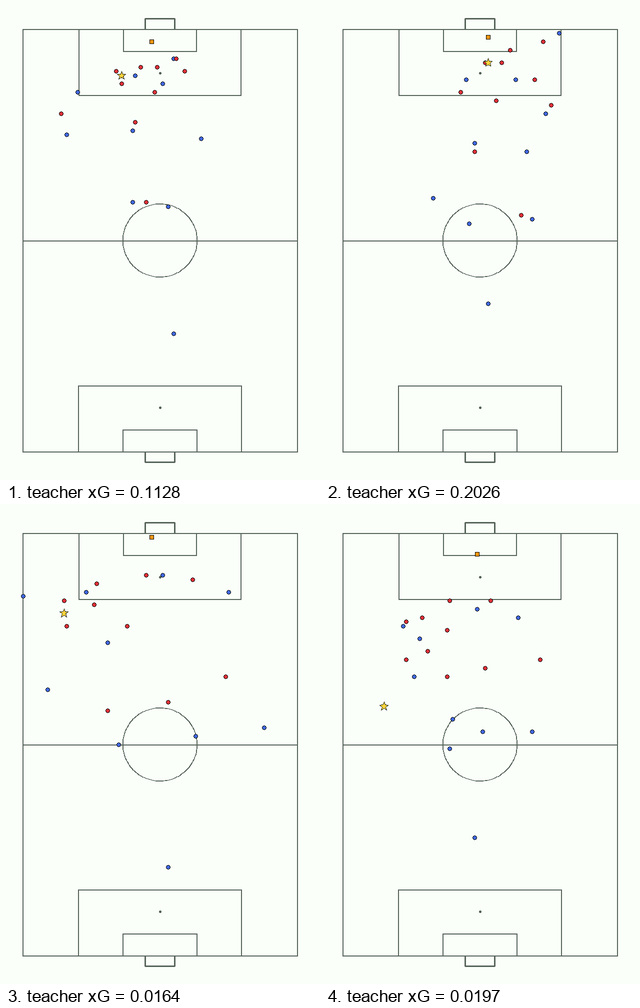 1. teacher xG = 0.1128
2. teacher xG = 0.2026
3. teacher xG = 0.0164
4. teacher xG = 0.0197